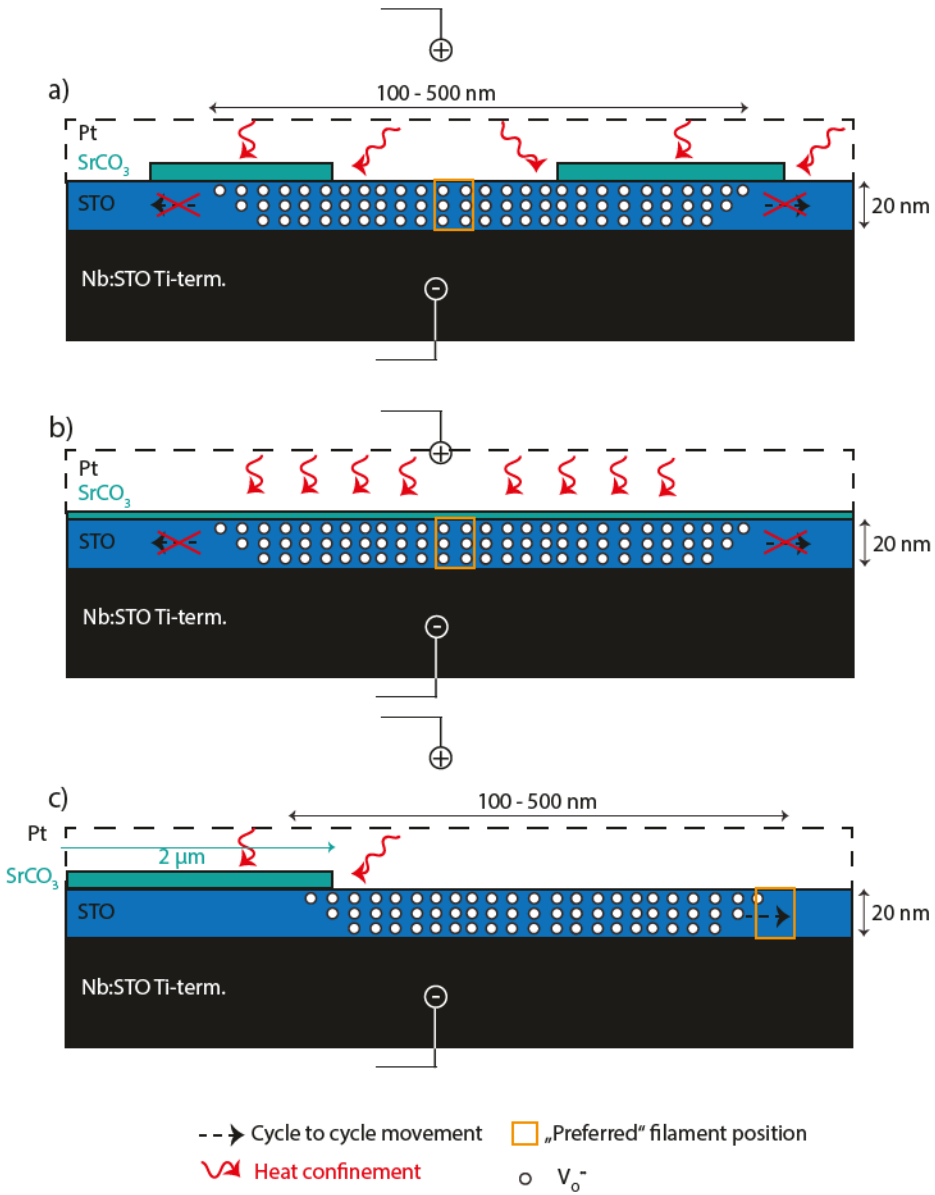 ⊕
a)
100 - 500 nm
Pt
SrCO₃
STO
20 nm
Nb:STO Ti-term.
⊖
b)
⊕
Pt
SrCO₃
STO
20 nm
Nb:STO Ti-term.
⊖
⊕
c)
100 - 500 nm
Pt
2 μm
SrCO₃
STO
20 nm
Nb:STO Ti-term.
⊖
Cycle to cycle movement
„Preferred“ filament position
Heat confinement
Vₒ¨